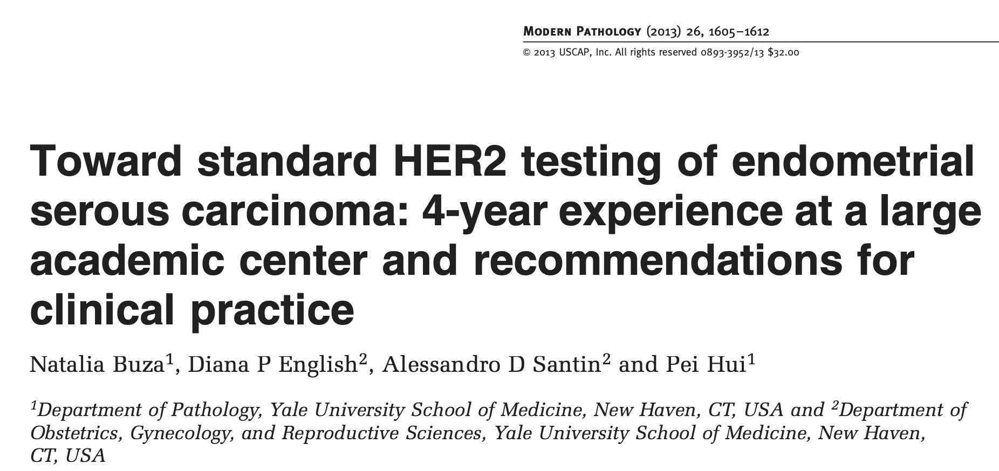 MODERN PATHOLOGY (2013) 26, 1605–1612
© 2013 USCAP, Inc. All rights reserved 0893-3952/13 $32.00
Toward standard HER2 testing of endometrial
serous carcinoma: 4-year experience at a large
academic center and recommendations for
clinical practice
Natalia Buza¹, Diana P English², Alessandro D Santin² and Pei Hui¹
¹Department of Pathology, Yale University School of Medicine, New Haven, CT, USA and ²Department of
Obstetrics, Gynecology, and Reproductive Sciences, Yale University School of Medicine, New Haven,
CT, USA